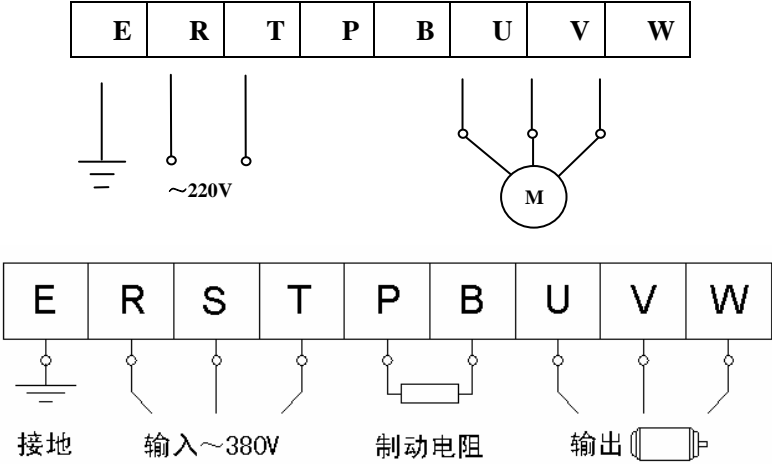 E R T P B U V W
～220V
M
E R S T P B U V W
接地 输入～380V 制动电阻 输出